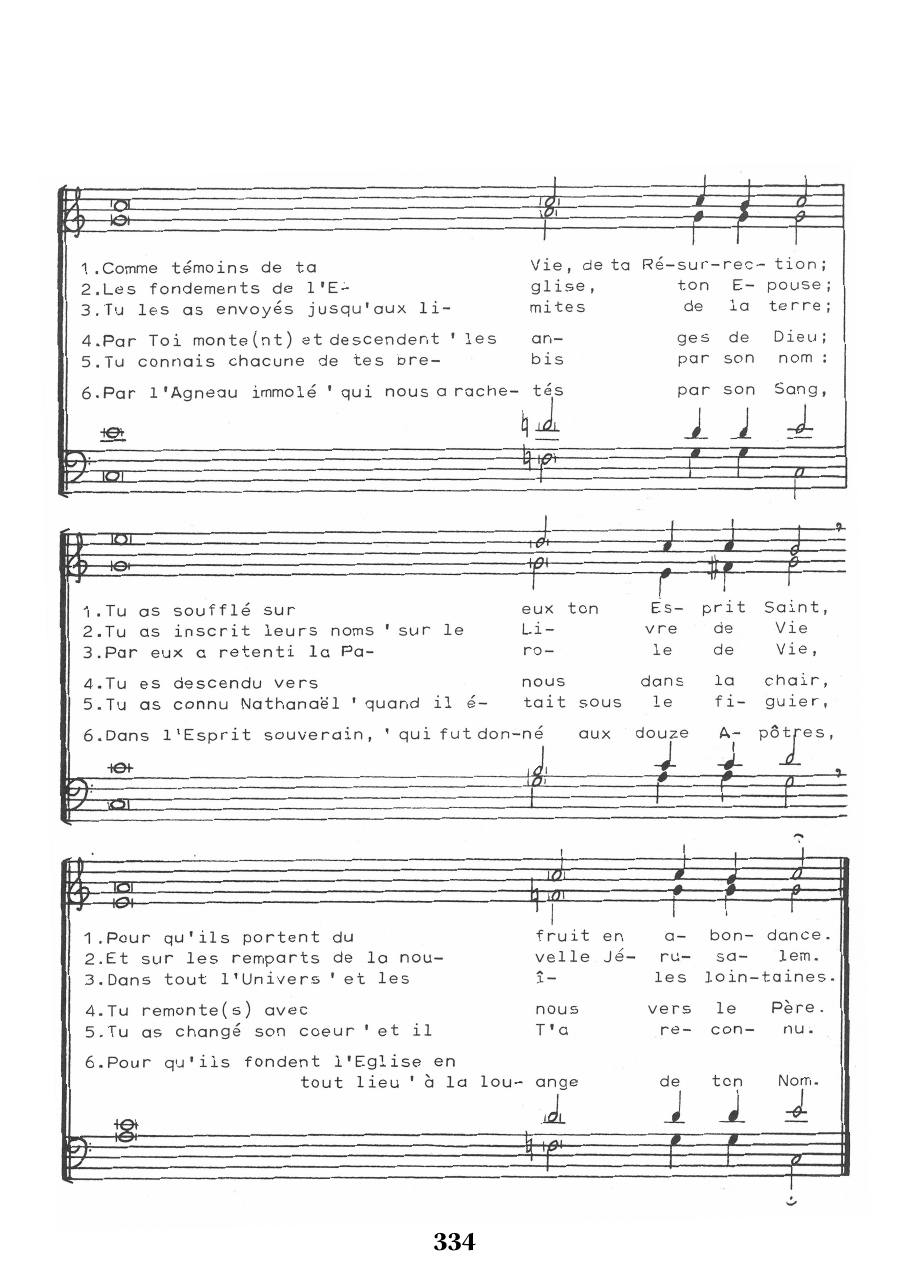 1.Comme témoins de ta Vie, de ta Ré-sur-rec-tion;
2.Les fondements de l'E- glise, ton E- pouse;
3.Tu les as envoyés jusqu'aux li- mites de la terre;
4.Par Toi monte(nt) et descendent ' les an- ges de Dieu;
5.Tu connais chacune de tes bre- bis par son nom :
6.Par l'Agneau immolé ' qui nous a rache- tés par son Sang,
1.Tu as soufflé sur eux ton Es- prit Saint,
2.Tu as inscrit leurs noms ' sur le Li- vre de Vie
3.Par eux a retenti la Pa- ro- le de Vie,
4.Tu es descendu vers nous dans la chair,
5.Tu as connu Nathanaël ' quand il é- tait sous le fi- guier,
6.Dans l'Esprit souverain, ' qui fut don-né aux douze A- pôtres,
1.Pour qu'ils portent du fruit en a- bon- dance.
2.Et sur les remparts de la nou- velle Jé- ru- sa- lem.
3.Dans tout l'Univers ' et les î- les loin-taines.
4.Tu remonte(s) avec nous vers le Père.
5.Tu as changé son coeur ' et il T'a re- con- nu.
6.Pour qu'ils fondent l'Eglise en
tout lieu ' à la lou- ange de ton Nom.
334